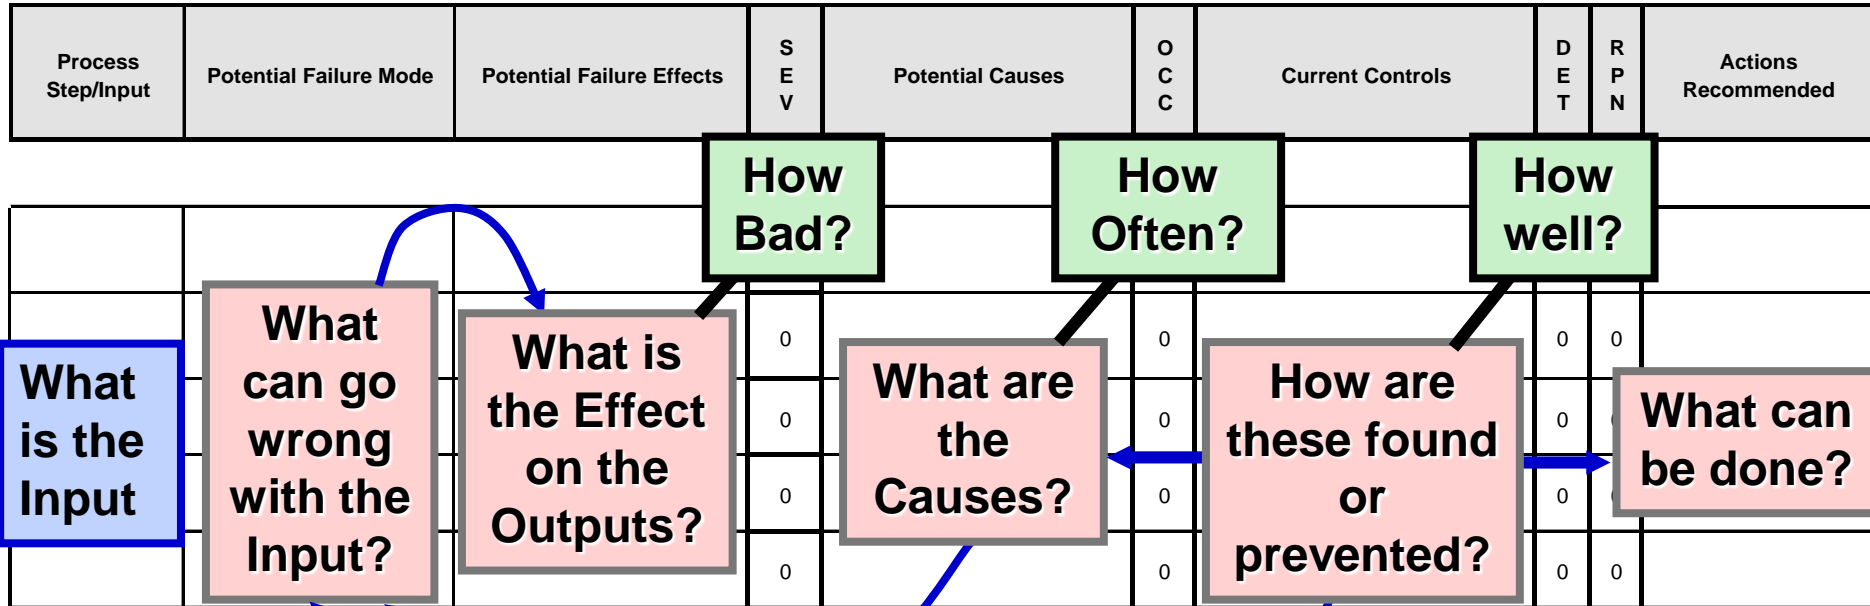 Process
Step/Input
Potential Failure Mode
Potential Failure Effects
S
E
V
Potential Causes
O
C
C
Current Controls
D
E
T
R
P
N
Actions
Recommended
How
Bad?
How
Often?
How
well?
What
is the
Input
What
can go
wrong
with the
Input?
What is
the Effect
on the
Outputs?
What are
the
Causes?
How are
these found
or
prevented?
What can
be done?
0
0
0
0
0
0
0
0
0
0
0
0
0
0